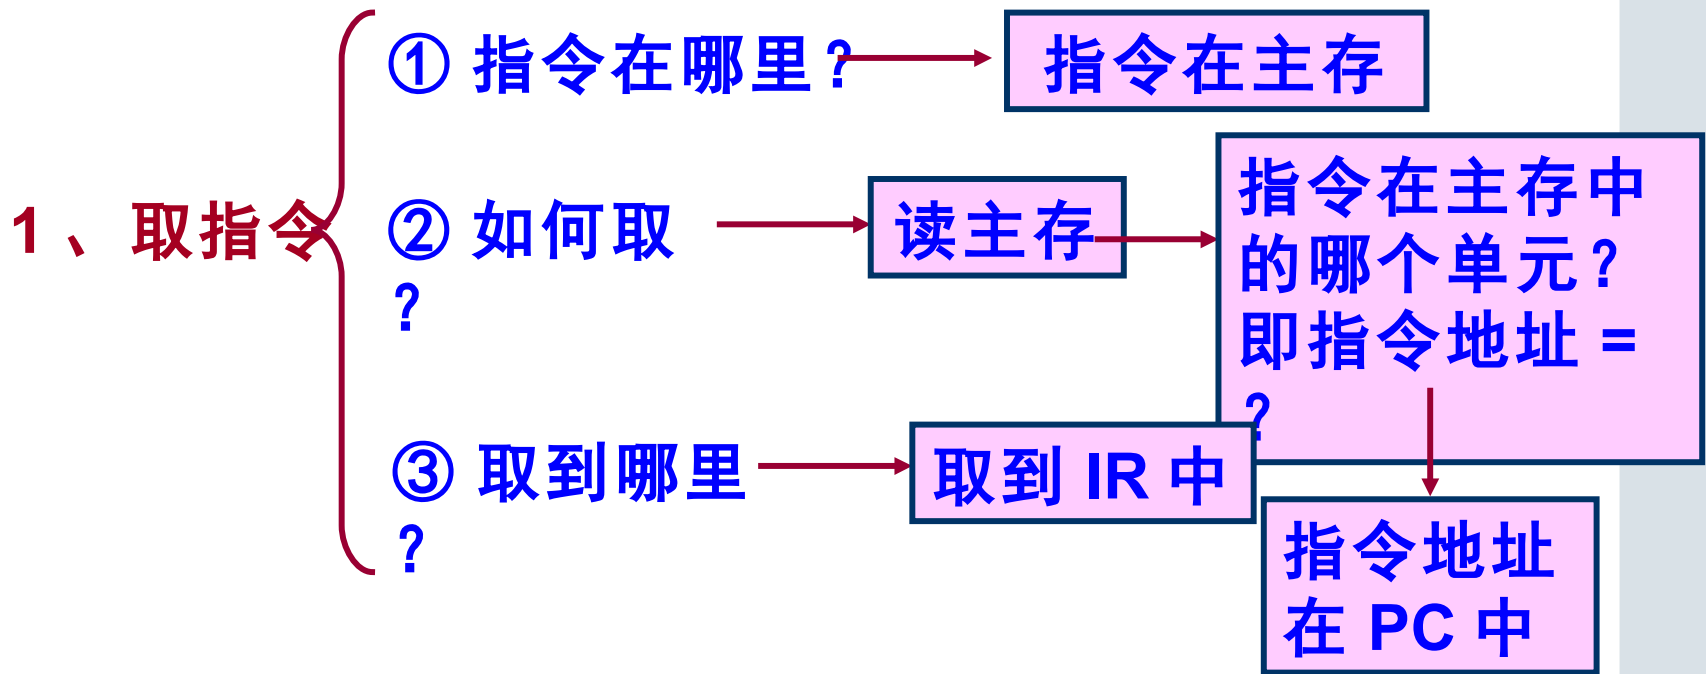 1、取指令
① 指令在哪里?
指令在主存
② 如何取
?
读主存
指令在主存中
的哪个单元?
即指令地址 =
?
③ 取到哪里
?
取到 IR 中
指令地址
在 PC 中